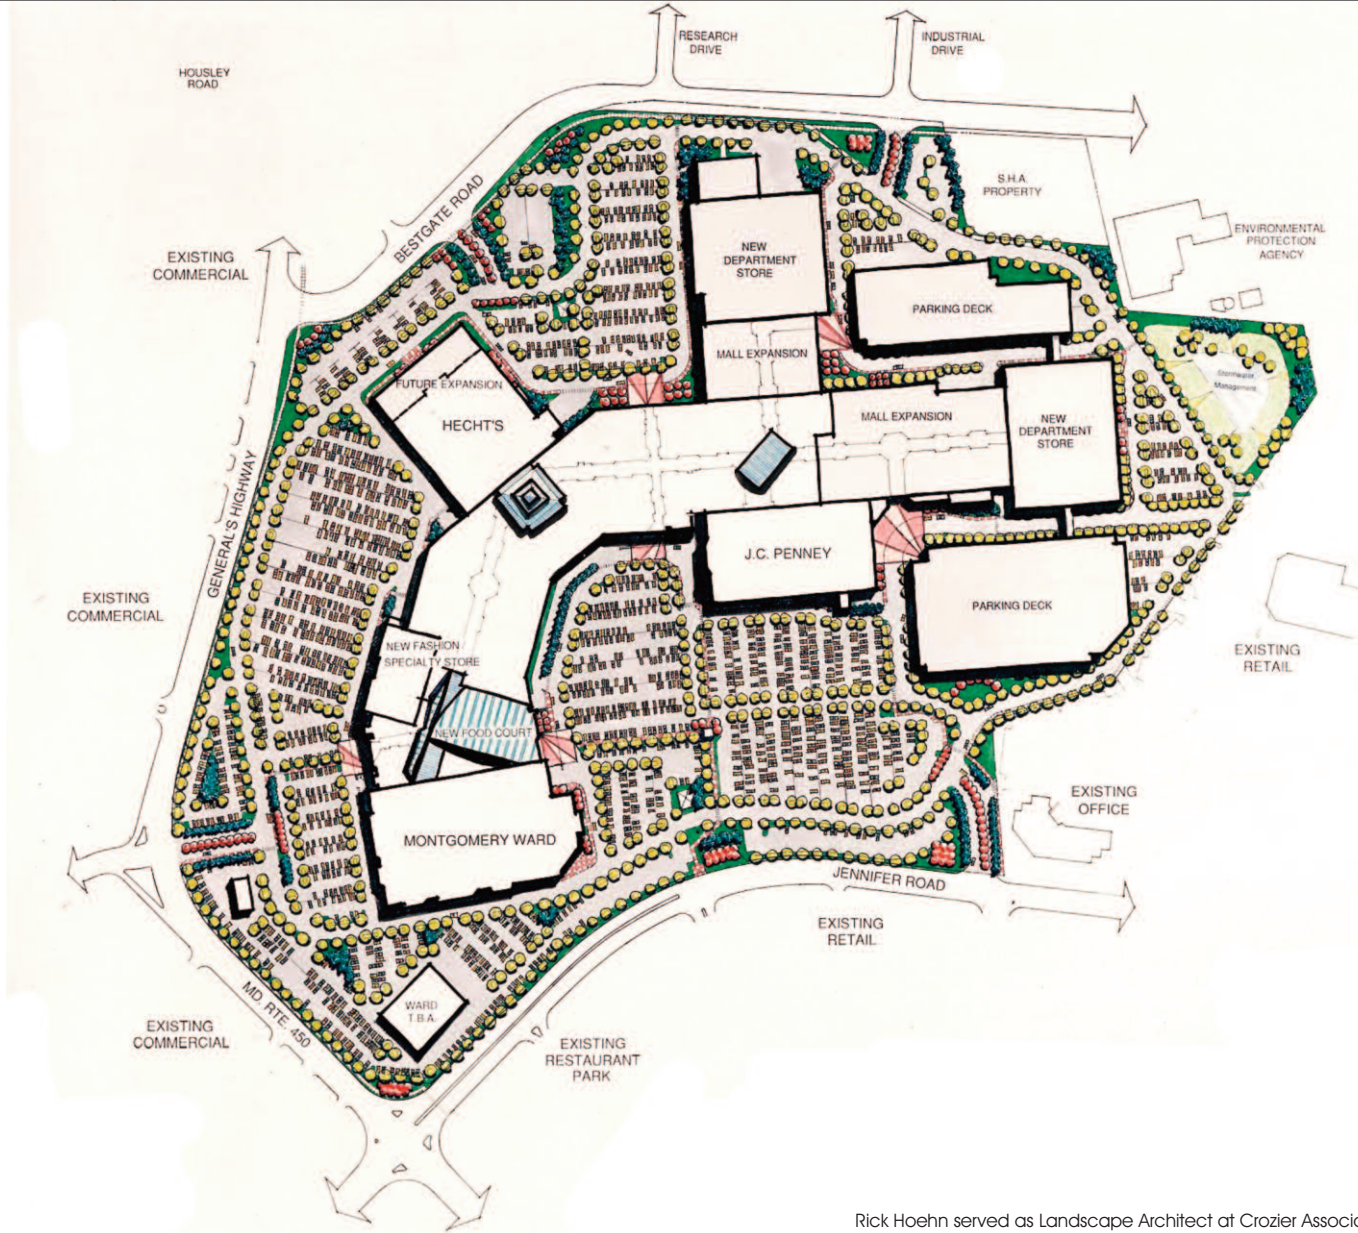 RESEARCH
DRIVE
INDUSTRIAL
DRIVE
HOUSLEY
ROAD
S.H.A.
PROPERTY
BESTGATE ROAD
ENVIRONMENTAL
PROTECTION
AGENCY
EXISTING
COMMERCIAL
NEW
DEPARTMENT
STORE
PARKING DECK
MALL EXPANSION
Stormwater
Management
FUTURE EXPANSION
HECHT'S
MALL EXPANSION
NEW
DEPARTMENT
STORE
GENERAL'S HIGHWAY
J.C. PENNEY
EXISTING
COMMERCIAL
PARKING DECK
NEW FASHION
SPECIALTY STORE
EXISTING
RETAIL
NEW FOOD COURT
EXISTING
OFFICE
MONTGOMERY WARD
JENNIFER ROAD
EXISTING
RETAIL
WARD
T.B.A.
MD. RTE. 450
EXISTING
COMMERCIAL
EXISTING
RESTAURANT
PARK
Rick Hoehn served as Landscape Architect at Crozier Associa